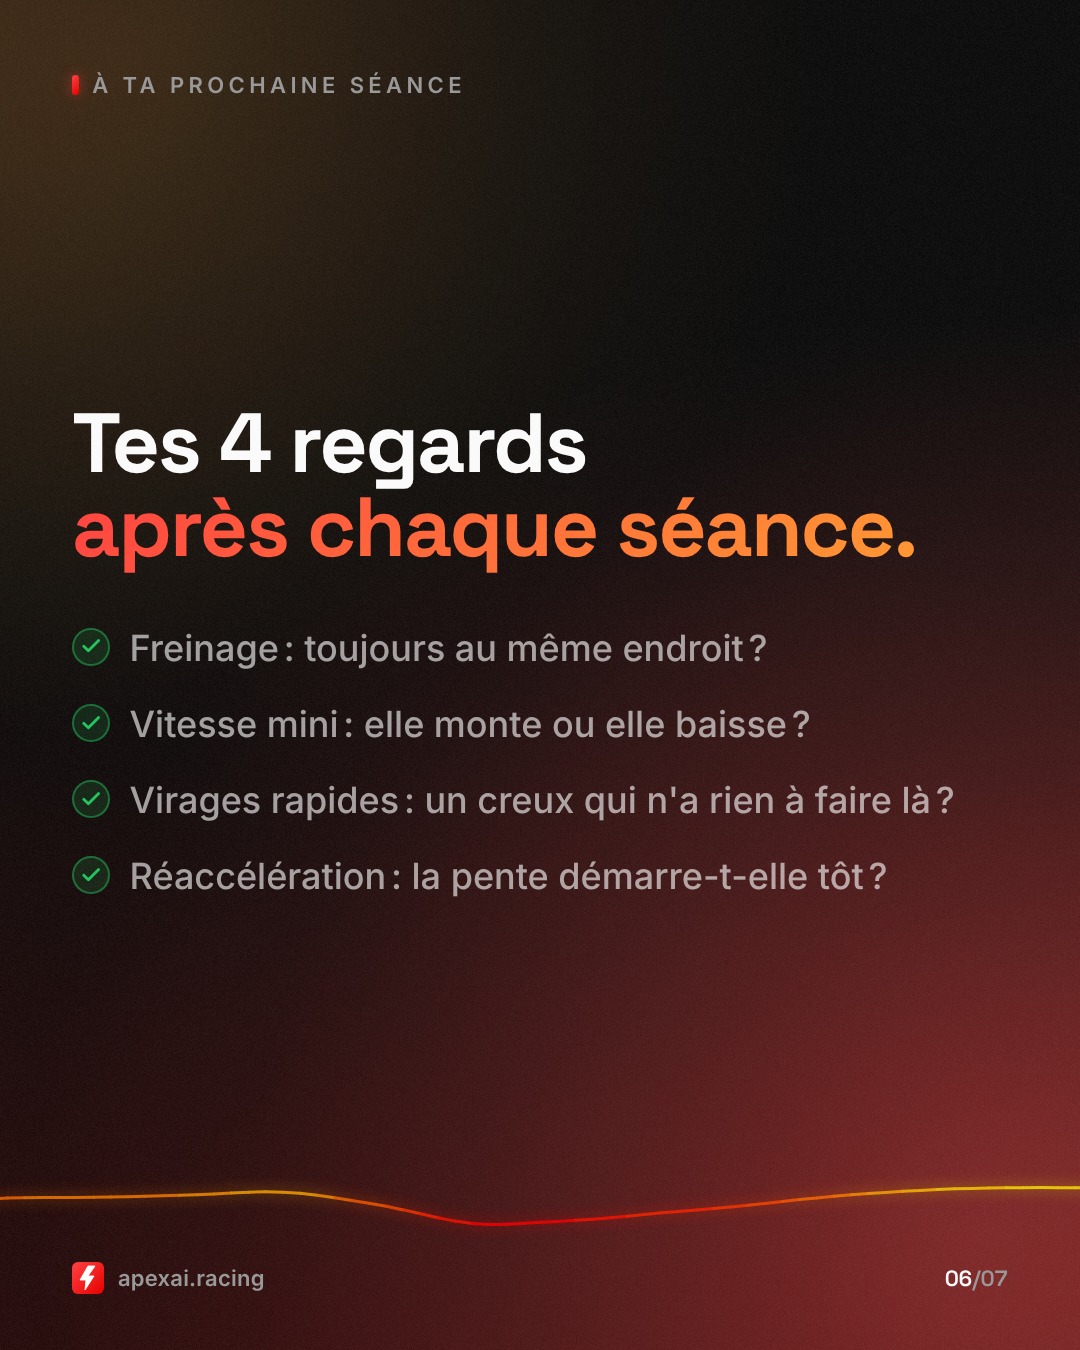 À TA PROCHAINE SÉANCE
Tes 4 regards
après chaque séance.
Freinage : toujours au même endroit ?
Vitesse mini : elle monte ou elle baisse ?
Virages rapides : un creux qui n'a rien à faire là ?
Réaccélération : la pente démarre-t-elle tôt ?
apexai.racing
06/07